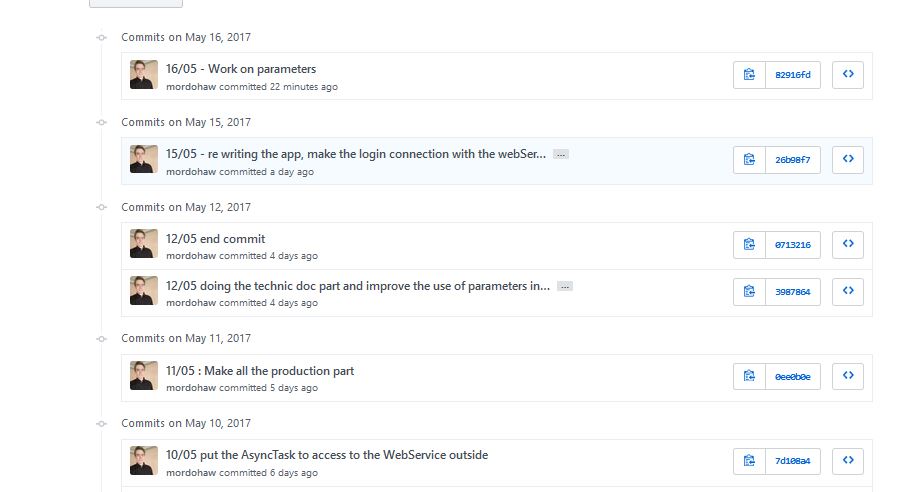 Commits on May 16, 2017
16/05 - Work on parameters
mordohaw committed 22 minutes ago
82916fd
Commits on May 15, 2017
15/05 - re writing the app, make the login connection with the webSer... ...
mordohaw committed a day ago
26b98f7
Commits on May 12, 2017
12/05 end commit
mordohaw committed 4 days ago
0713216
12/05 doing the technic doc part and improve the use of parameters in... ...
mordohaw committed 4 days ago
3987864
Commits on May 11, 2017
11/05 : Make all the production part
mordohaw committed 5 days ago
0ee0b0e
Commits on May 10, 2017
10/05 put the AsyncTask to access to the WebService outside
mordohaw committed 6 days ago
7d108a4